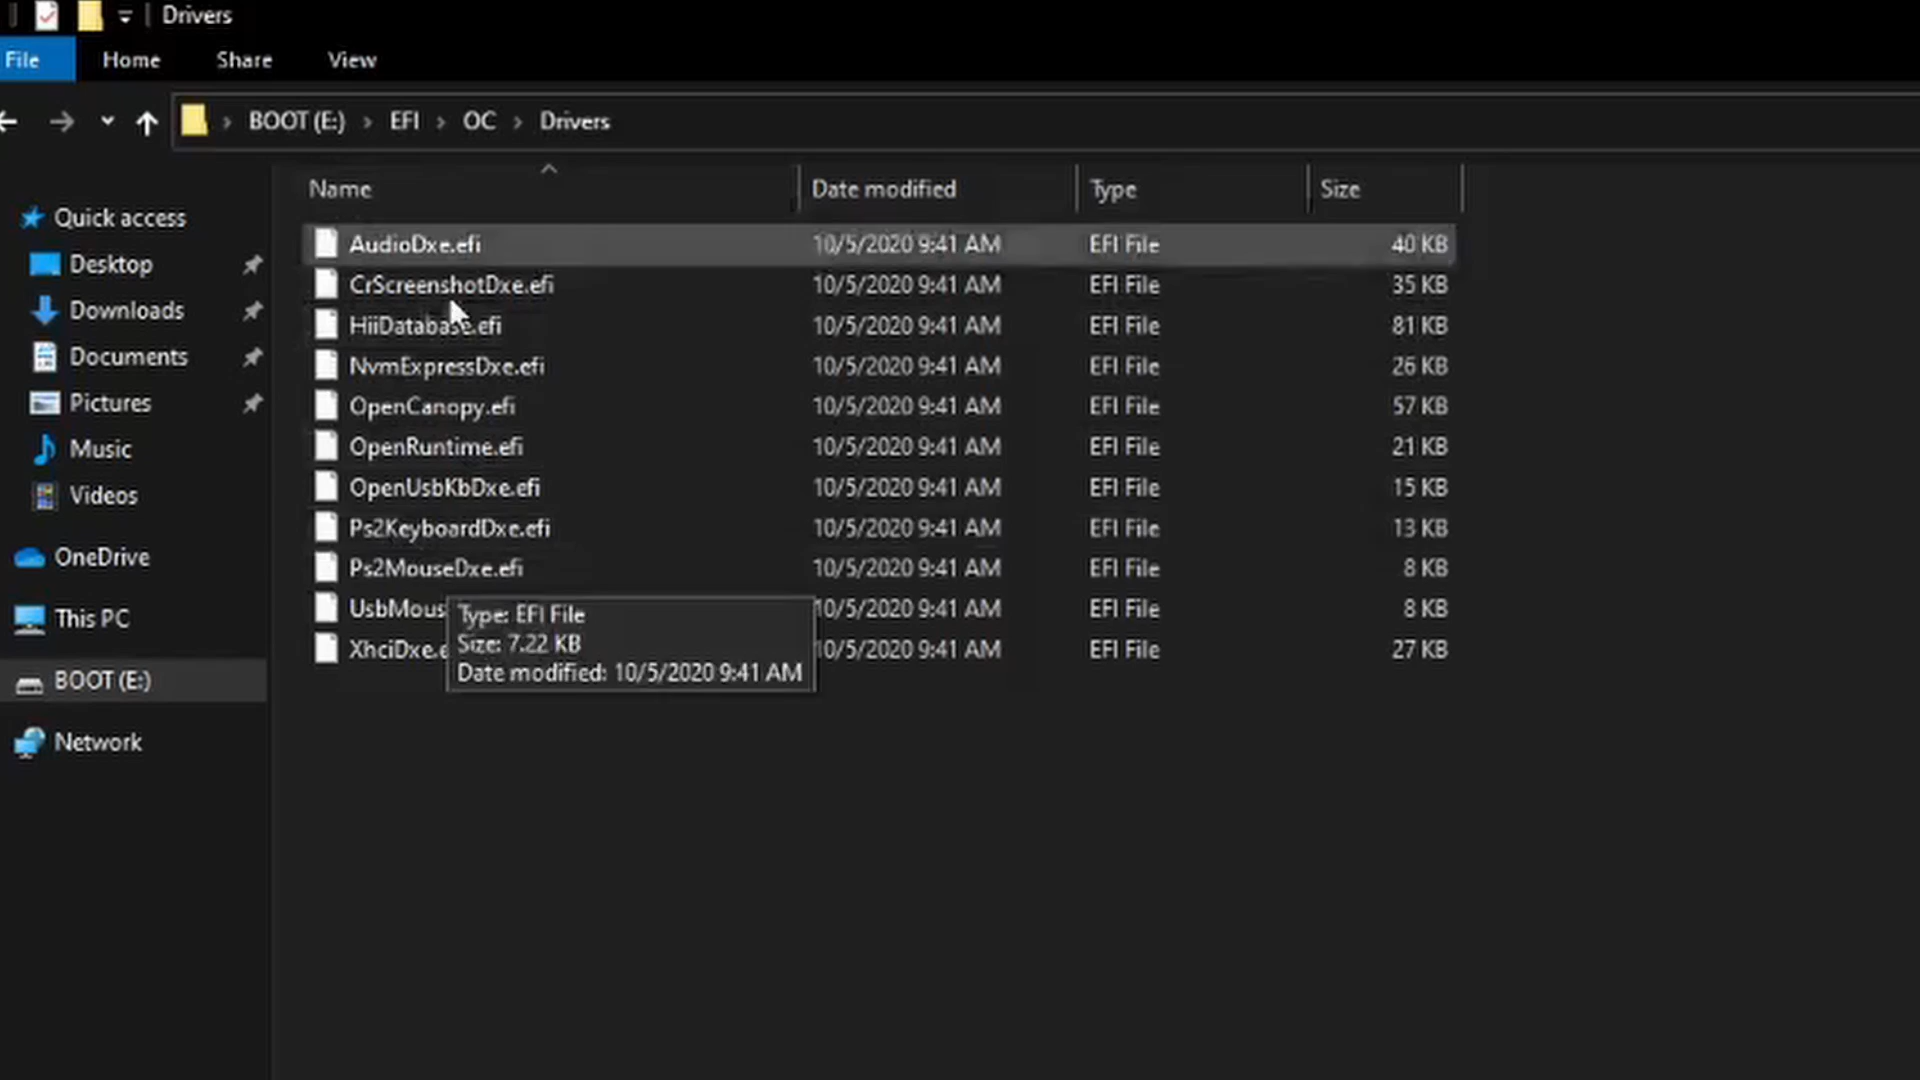 Drivers
File Home Share View
BOOT (E:) EFI OC Drivers
Name Date modified Type Size
Quick access
Desktop
Downloads
Documents
Pictures
Music
Videos
OneDrive
This PC
BOOT (E:)
Network
AudioDxe.efi 10/5/2020 9:41 AM EFI File 40 KB
CrScreenshotDxe.efi 10/5/2020 9:41 AM EFI File 35 KB
HiiDatabase.efi 10/5/2020 9:41 AM EFI File 81 KB
NvmExpressDxe.efi 10/5/2020 9:41 AM EFI File 26 KB
OpenCanopy.efi 10/5/2020 9:41 AM EFI File 57 KB
OpenRuntime.efi 10/5/2020 9:41 AM EFI File 21 KB
OpenUsbKbDxe.efi 10/5/2020 9:41 AM EFI File 15 KB
Ps2KeyboardDxe.efi 10/5/2020 9:41 AM EFI File 13 KB
Ps2MouseDxe.efi 10/5/2020 9:41 AM EFI File 8 KB
UsbMous 10/5/2020 9:41 AM EFI File 8 KB
XhciDxe.e 10/5/2020 9:41 AM EFI File 27 KB
Type: EFI File
Size: 7.22 KB
Date modified: 10/5/2020 9:41 AM